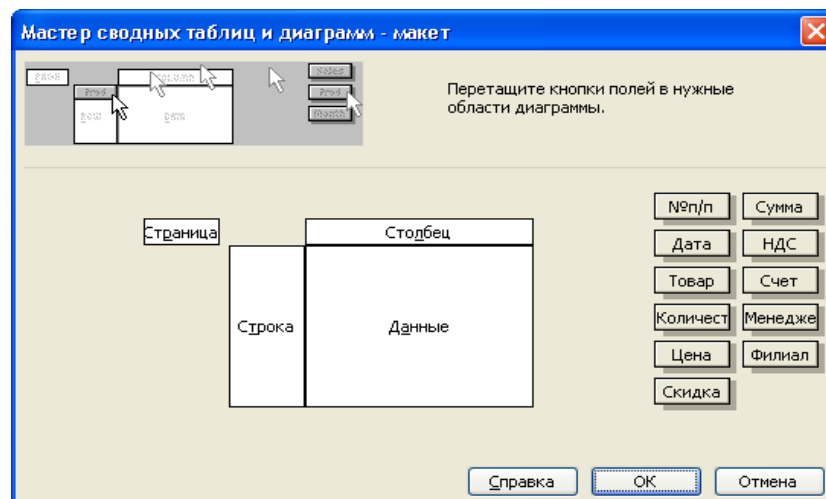 Мастер сводных таблиц и диаграмм - макет
Перетащите кнопки полей в нужные
области диаграммы.
Страница
Столбец
Строка
Данные
№п/п Сумма
Дата НДС
Товар Счет
Количест Менедже
Цена Филиал
Скидка
Справка ОК Отмена